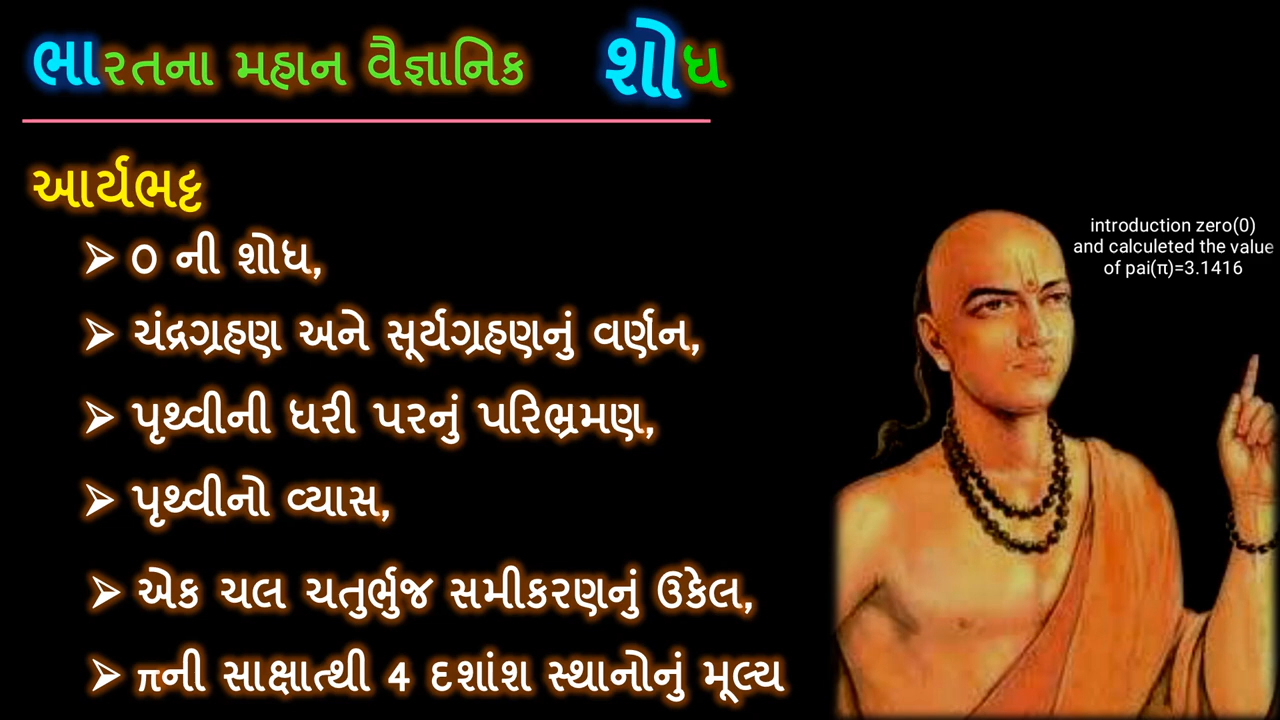 ભારતના મહાન વૈજ્ઞાનિક શોધ
આર્યભટ્ટ
➢ 0 ની શોધ,
➢ ચંદ્રગ્રહણ અને સૂર્યગ્રહણનું વર્ણન,
➢ પૃથ્વીની ધરી પરનું પરિભ્રમણ,
➢ પૃથ્વીનો વ્યાસ,
➢ એક ચલ ચતુર્ભુજ સમીકરણનું ઉકેલ,
➢ πની સાક્ષાત્થી 4 દશાંશ સ્થાનોનું મૂલ્ય
introduction zero(0)
and calculeted the value
of pai(π)=3.1416